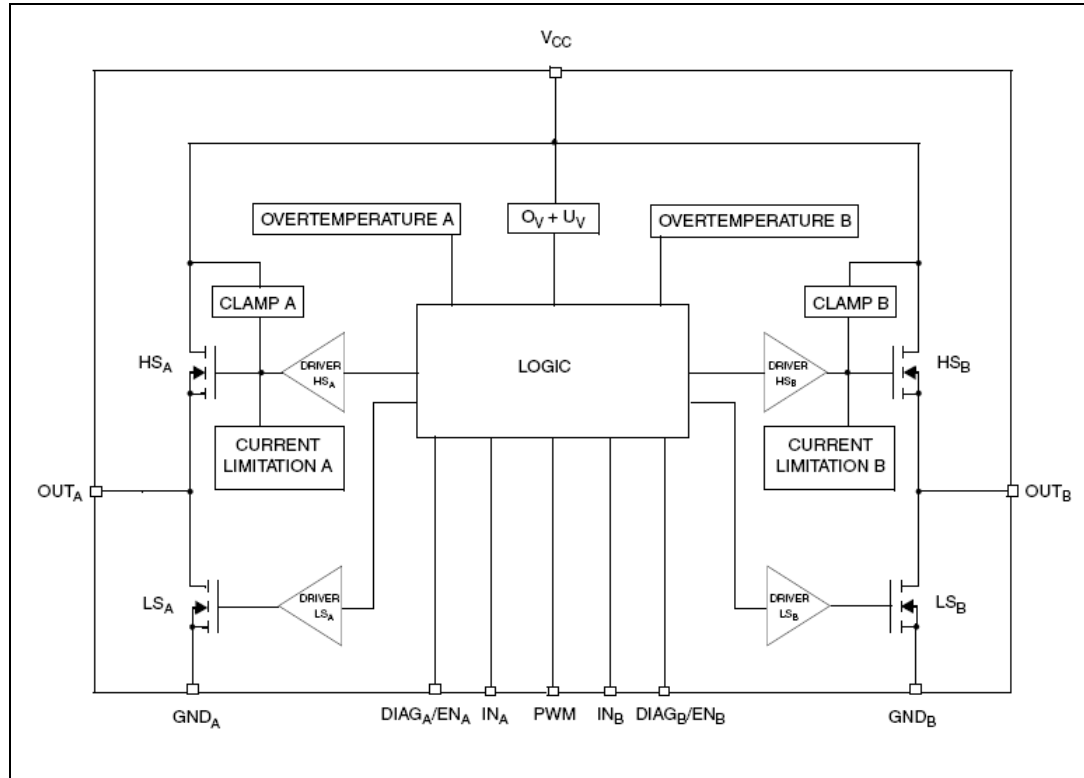 VCC
OVERTEMPERATURE A
OV + UV
OVERTEMPERATURE B
CLAMP A
CLAMP B
HSA
DRIVER
HSA
LOGIC
DRIVER
HSB
HSB
CURRENT
LIMITATION A
CURRENT
LIMITATION B
OUTA
OUTB
LSA
DRIVER
LSA
DRIVER
LSB
LSB
GNDA
DIAGA/ENA
INA
PWM
INB
DIAGB/ENB
GNDB